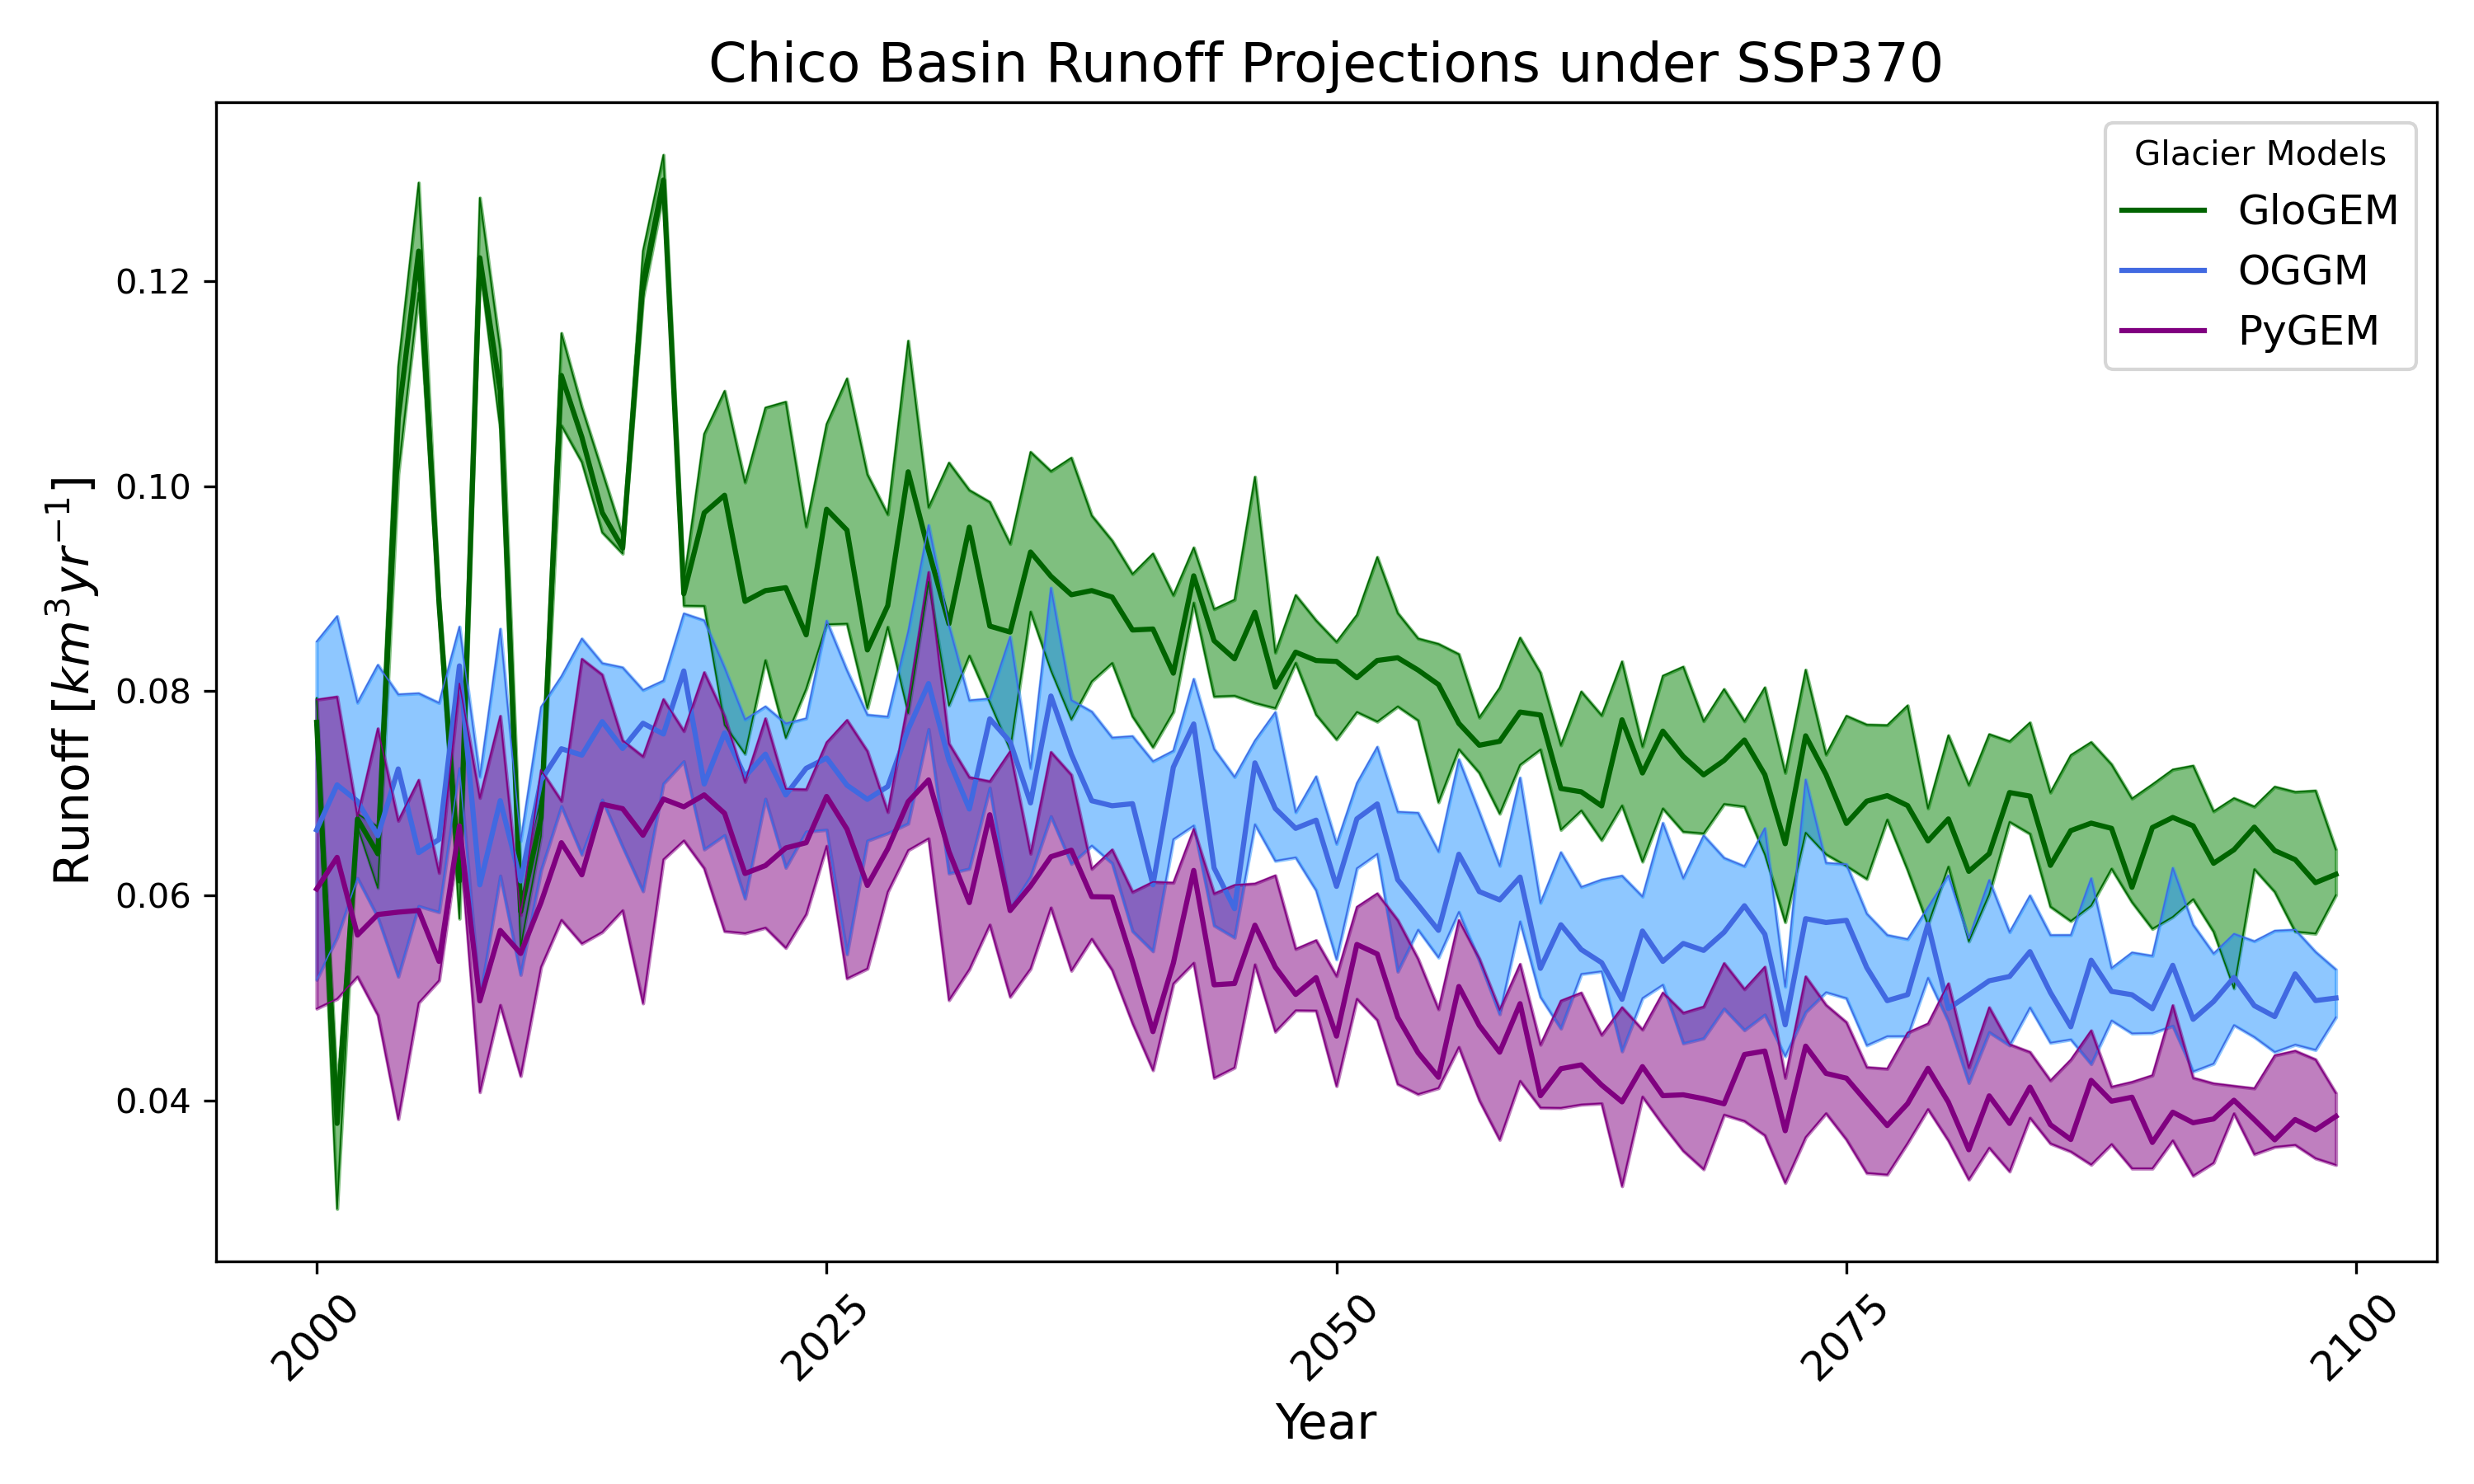 Chico Basin Runoff Projections under SSP370
Glacier Models
GloGEM
OGGM
PyGEM
Runoff [km³yr⁻¹]
0.12
0.10
0.08
0.06
0.04
2000
2025
2050
2075
2100
Year